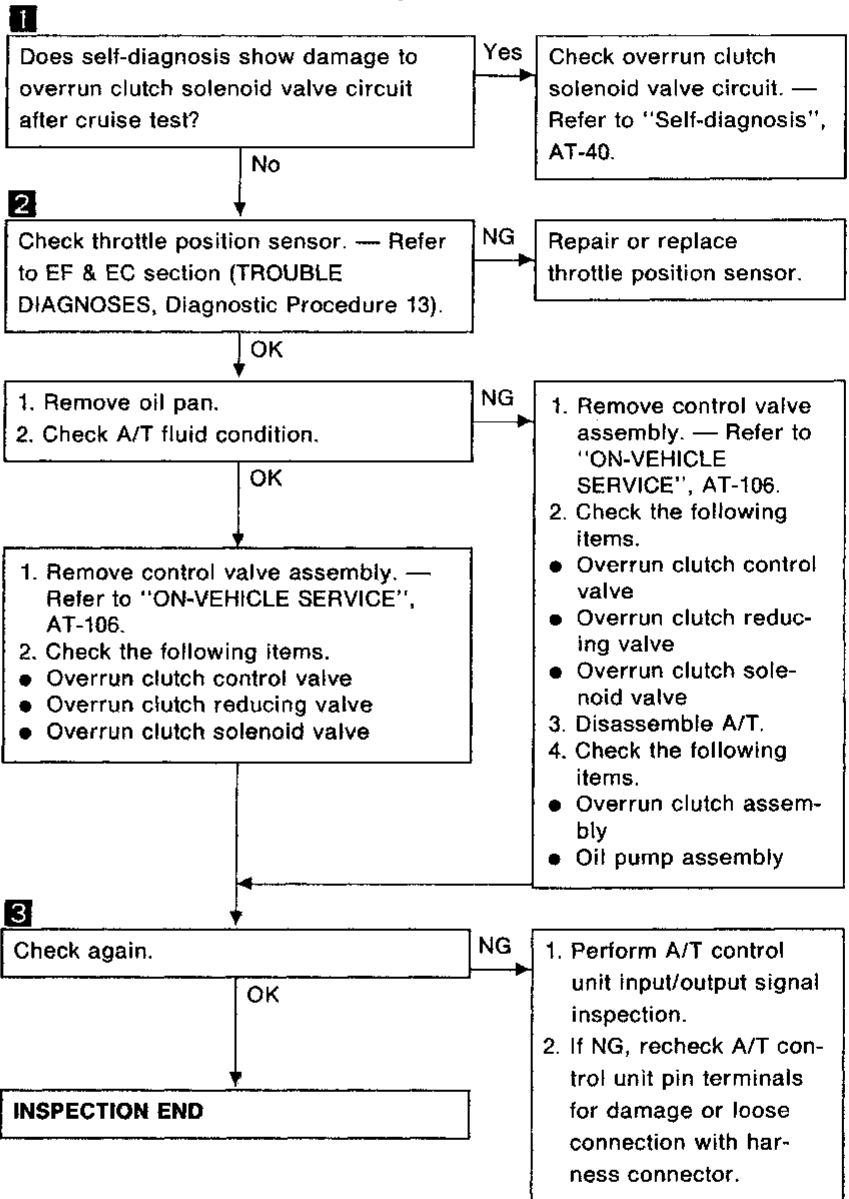 1
Does self-diagnosis show damage to
overrun clutch solenoid valve circuit
after cruise test?
Yes
Check overrun clutch
solenoid valve circuit. —
Refer to "Self-diagnosis",
AT-40.
No
2
Check throttle position sensor. — Refer
to EF & EC section (TROUBLE
DIAGNOSES, Diagnostic Procedure 13).
NG
Repair or replace
throttle position sensor.
OK
1. Remove oil pan.
2. Check A/T fluid condition.
NG
1. Remove control valve
assembly. — Refer to
"ON-VEHICLE
SERVICE", AT-106.
2. Check the following
items.
● Overrun clutch control
valve
● Overrun clutch reduc-
ing valve
● Overrun clutch sole-
noid valve
3. Disassemble A/T.
4. Check the following
items.
● Overrun clutch assem-
bly
● Oil pump assembly
OK
1. Remove control valve assembly. —
Refer to "ON-VEHICLE SERVICE",
AT-106.
2. Check the following items.
● Overrun clutch control valve
● Overrun clutch reducing valve
● Overrun clutch solenoid valve
3
Check again.
NG
1. Perform A/T control
unit input/output signal
inspection.
2. If NG, recheck A/T con-
trol unit pin terminals
for damage or loose
connection with har-
ness connector.
OK
INSPECTION END